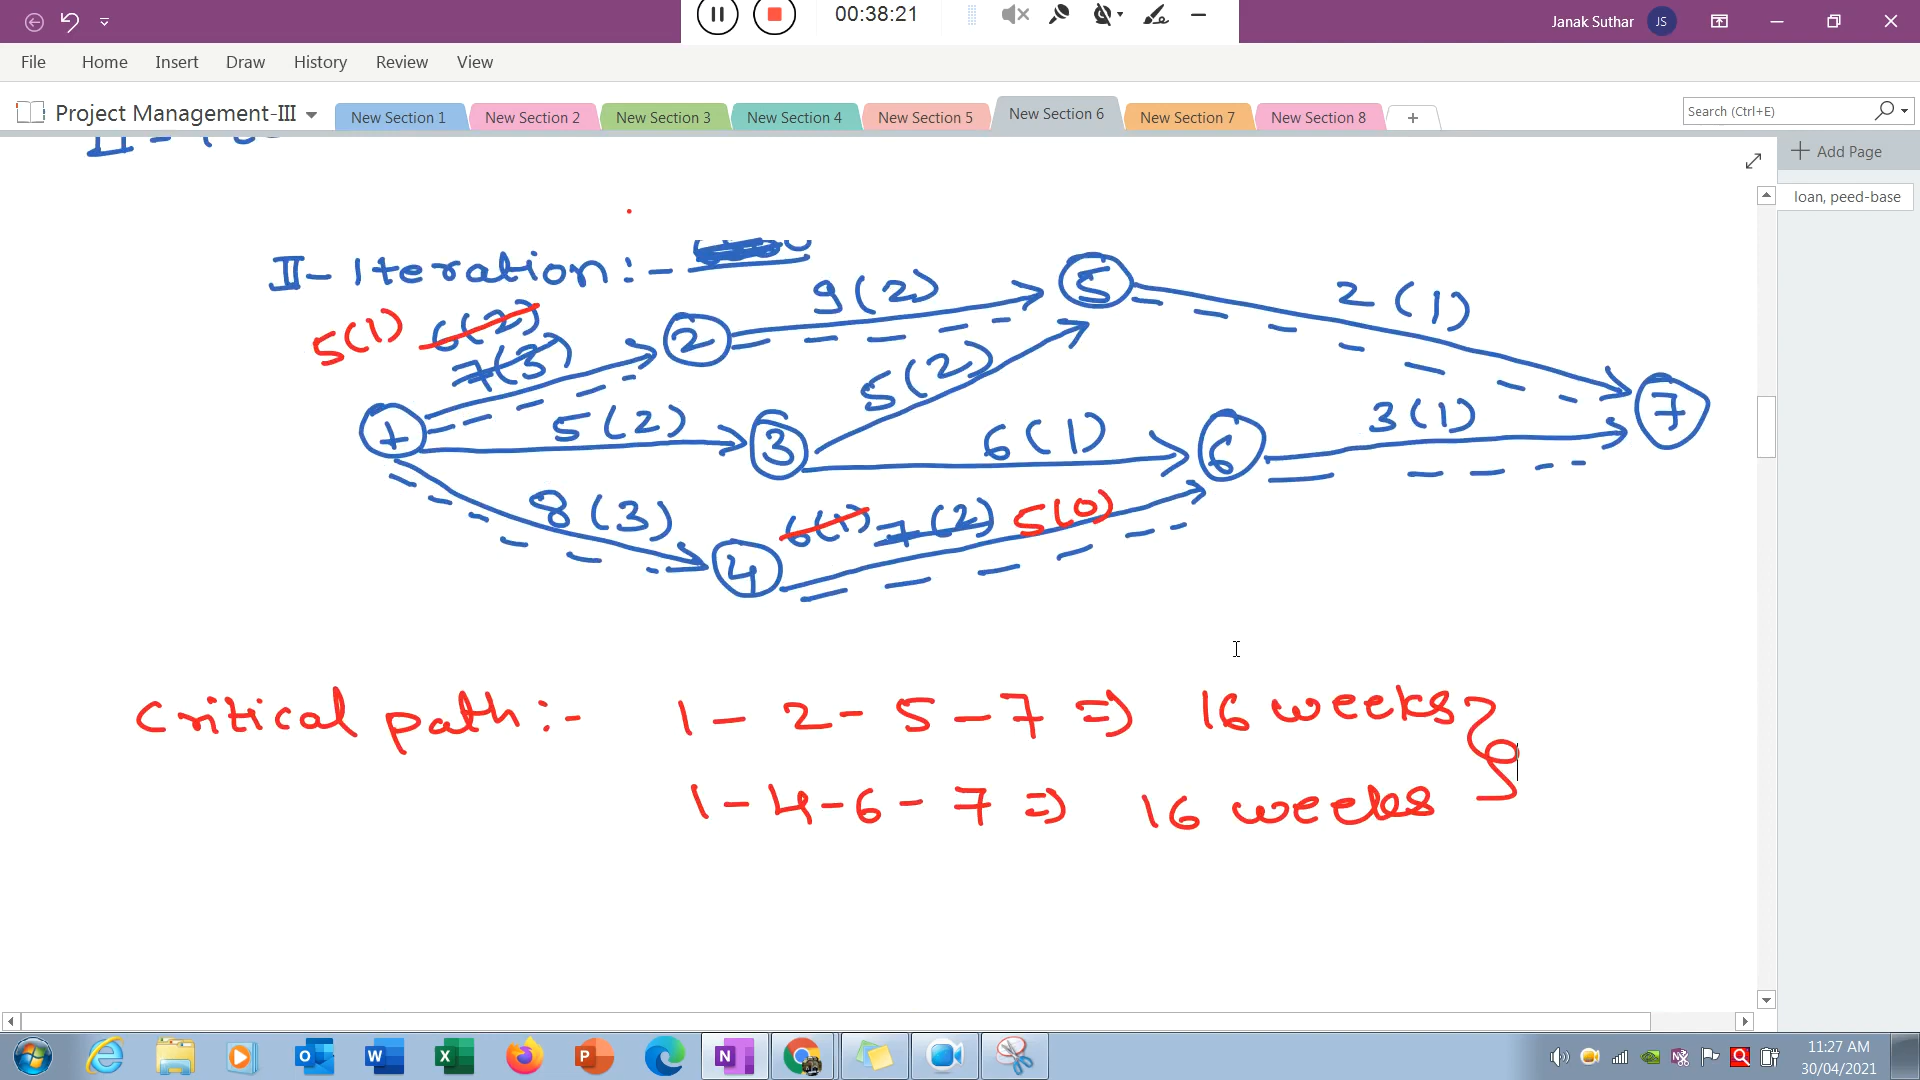 00:38:21
Janak Suthar JS
File Home Insert Draw History Review View
Project Management-III New Section 1 New Section 2 New Section 3 New Section 4 New Section 5 New Section 6 New Section 7 New Section 8 +
Search (Ctrl+E)
Add Page
loan, peed-base
II - Iteration :-
5(1) 6(2) 7(3)
9(2)
2(1)
5(2)
5(2)
6(1)
3(1)
8(3)
6(1) 7(2) 5(0)
1
2
3
4
5
6
7
Critical path :- 1 - 2 - 5 - 7 => 16 weeks
1 - 4 - 6 - 7 => 16 weeks
11:27 AM
30/04/2021